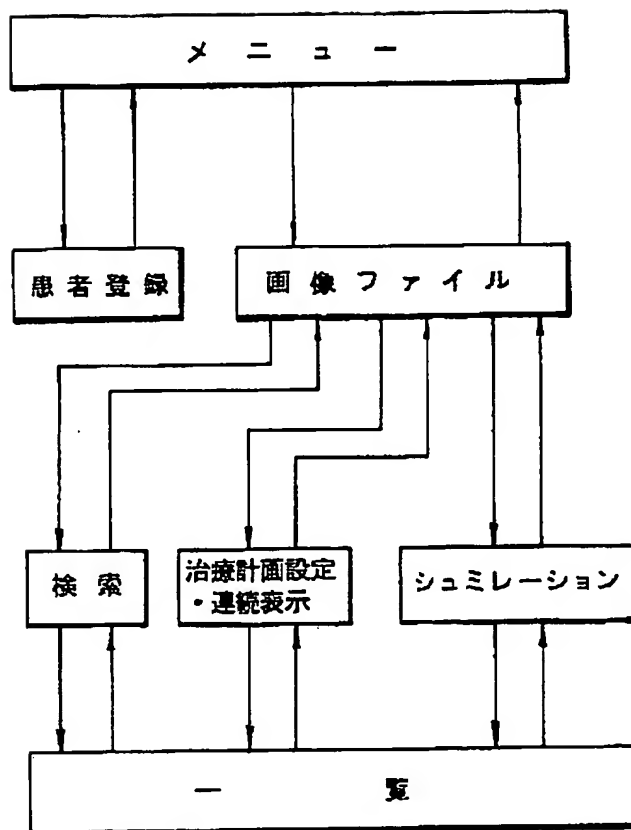 メニュー
患者登録
画像ファイル
検索
治療計画設定
・連続表示
シュミレーション
一覧